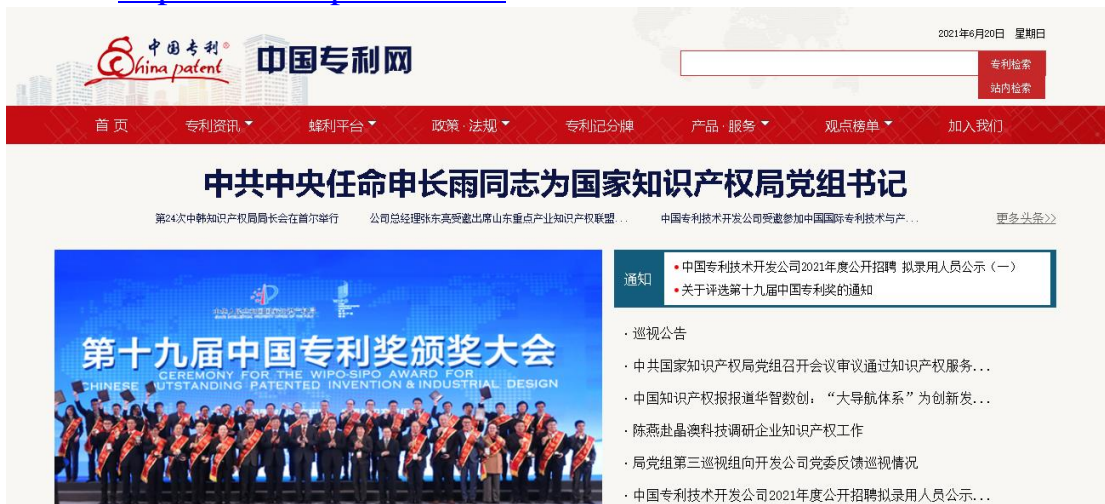 2021年6月20日 星期日
中国专利
China patent
中国专利网
专利检索
站内检索
首页 专利资讯 蜂利平台 政策·法规 专利记分牌 产品·服务 观点榜单 加入我们
中共中央任命申长雨同志为国家知识产权局党组书记
第24次中韩知识产权局局长会在首尔举行 公司总经理张东亮受邀出席山东重点产业知识产权联盟... 中国专利技术开发公司受邀参加中国国际专利技术与产... 更多头条>>
通知
•中国专利技术开发公司2021年度公开招聘 拟录用人员公示（一）
•关于评选第十九届中国专利奖的通知
第十九届中国专利奖颁奖大会
CEREMONY FOR THE WIPO-SIPO AWARD FOR
CHINESE OUTSTANDING PATENTED INVENTION & INDUSTRIAL DESIGN
·巡视公告
·中共国家知识产权局党组召开会议审议通过知识产权服务...
·中国知识产权报报道华智数创：“大导航体系”为创新发...
·陈燕赴晶澳科技调研企业知识产权工作
·局党组第三巡视组向开发公司党委反馈巡视情况
·中国专利技术开发公司2021年度公开招聘拟录用人员公示...